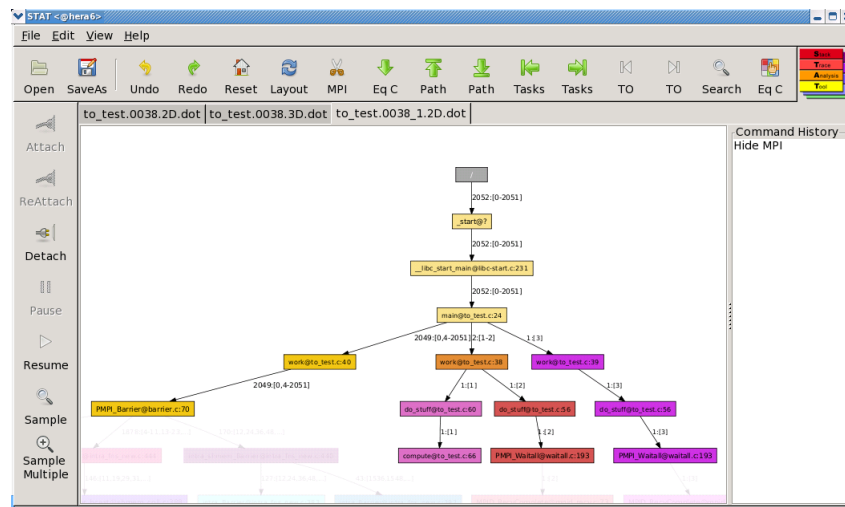 STAT <@hera6>
File Edit View Help
Open SaveAs Undo Redo Reset Layout MPI Eq C Path Path Tasks Tasks TO TO Search Eq C
Stack
Trace
Analysis
Tool
to_test.0038.2D.dot to_test.0038.3D.dot to_test.0038_1.2D.dot
Attach
ReAttach
Detach
Pause
Resume
Sample
Sample
Multiple
Command History
Hide MPI
/
2052:[0-2051]
_start@?
2052:[0-2051]
__libc_start_main@libc-start.c:231
2052:[0-2051]
main@to_test.c:24
2049:[0,4-2051] 2:[1-2] 1:[3]
work@to_test.c:40 work@to_test.c:38 work@to_test.c:39
2049:[0,4-2051] 1:[1] 1:[2] 1:[3]
PMPI_Barrier@barrier.c:70 do_stuff@to_test.c:60 do_stuff@to_test.c:56 do_stuff@to_test.c:56
1:[1] 1:[2] 1:[3]
compute@to_test.c:66 PMPI_Waitall@waitall.c:193 PMPI_Waitall@waitall.c:193